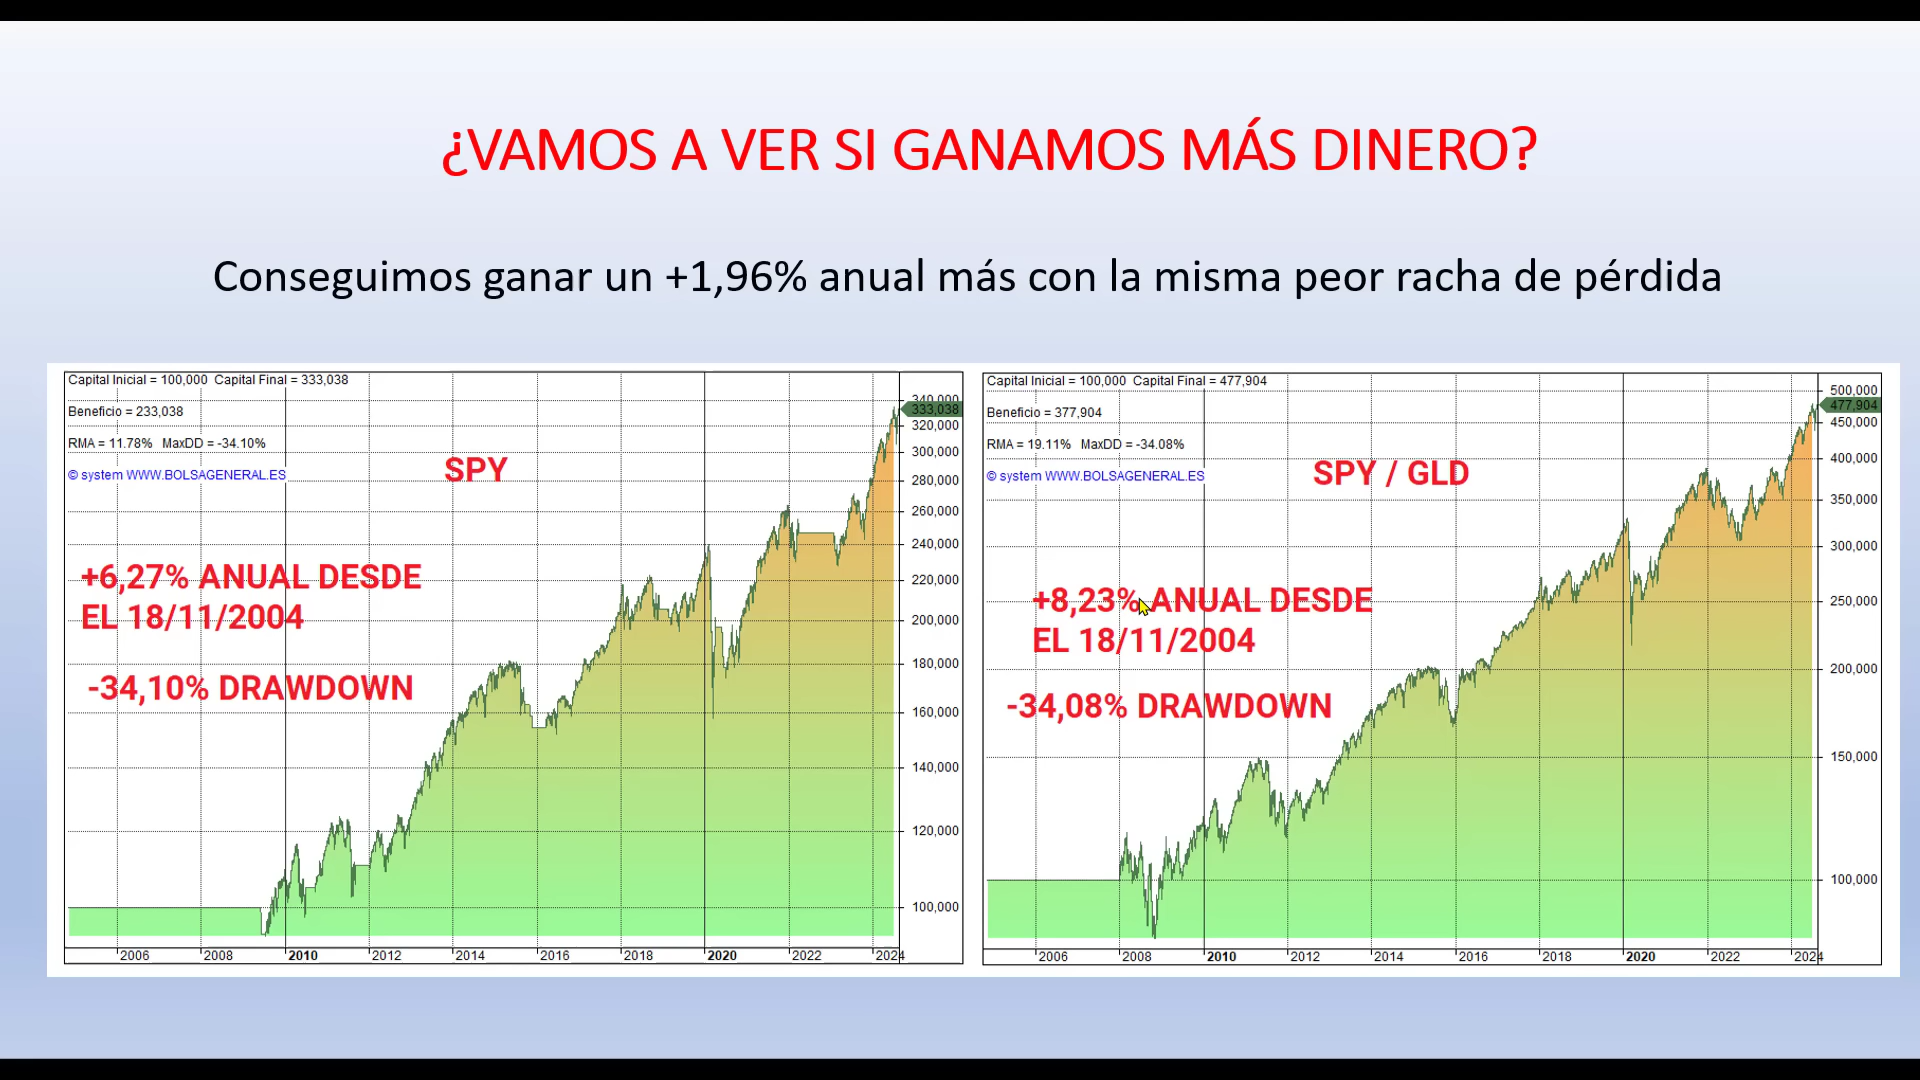 ¿VAMOS A VER SI GANAMOS MÁS DINERO?
Conseguimos ganar un +1,96% anual más con la misma peor racha de pérdida
Capital Inicial = 100,000 Capital Final = 333,038
Beneficio = 233,038
RMA = 11.78% MaxDD = -34.10%
© system WWW.BOLSAGENERAL.ES
SPY
+6,27% ANUAL DESDE
EL 18/11/2004
-34,10% DRAWDOWN
340,000
333,038
320,000
300,000
280,000
260,000
240,000
220,000
200,000
180,000
160,000
140,000
120,000
100,000
2006 2008 2010 2012 2014 2016 2018 2020 2022 2024
Capital Inicial = 100,000 Capital Final = 477,904
Beneficio = 377,904
RMA = 19.11% MaxDD = -34.08%
© system WWW.BOLSAGENERAL.ES
SPY / GLD
+8,23% ANUAL DESDE
EL 18/11/2004
-34,08% DRAWDOWN
500,000
477,904
450,000
400,000
350,000
300,000
250,000
200,000
150,000
100,000
2006 2008 2010 2012 2014 2016 2018 2020 2022 2024